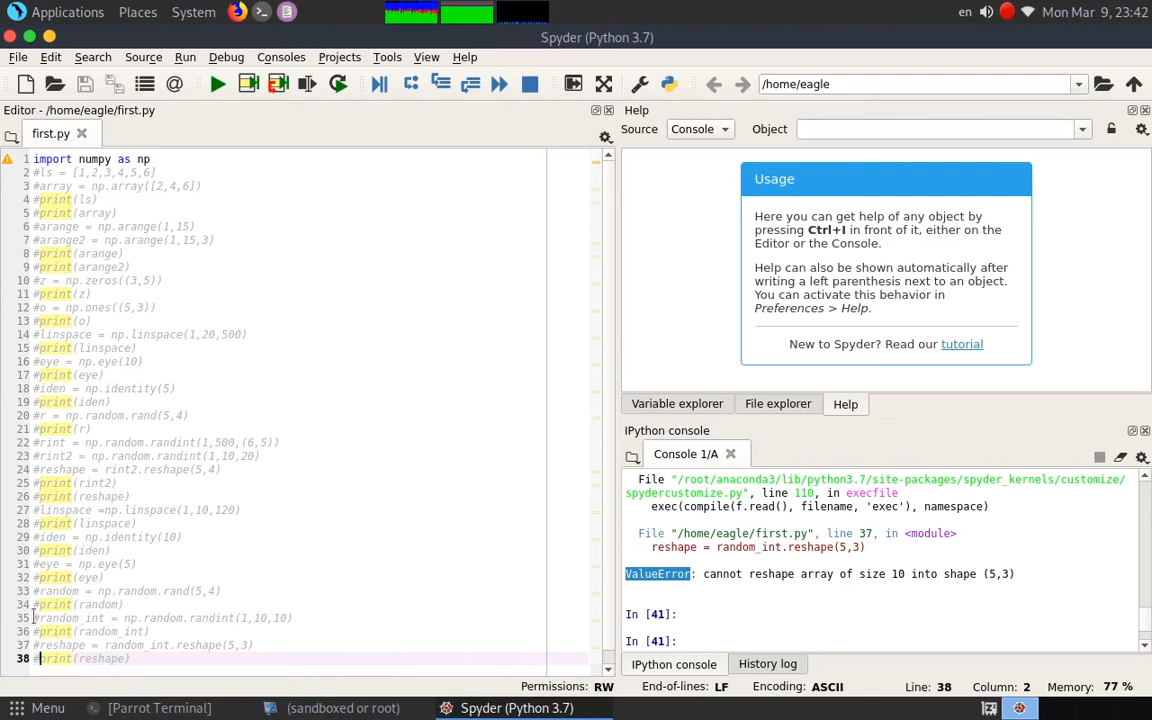 Applications Places System en Mon Mar 9, 23:42
Spyder (Python 3.7)
File Edit Search Source Run Debug Consoles Projects Tools View Help
/home/eagle
Editor - /home/eagle/first.py
first.py
1 import numpy as np
2 #ls = [1,2,3,4,5,6]
3 #array = np.array([2,4,6])
4 #print(ls)
5 #print(array)
6 #arange = np.arange(1,15)
7 #arange2 = np.arange(1,15,3)
8 #print(arange)
9 #print(arange2)
10 #z = np.zeros((3,5))
11 #print(z)
12 #o = np.ones((5,3))
13 #print(o)
14 #linspace = np.linspace(1,20,500)
15 #print(linspace)
16 #eye = np.eye(10)
17 #print(eye)
18 #iden = np.identity(5)
19 #print(iden)
20 #r = np.random.rand(5,4)
21 #print(r)
22 #rint = np.random.randint(1,500,(6,5))
23 #rint2 = np.random.randint(1,10,20)
24 #reshape = rint2.reshape(5,4)
25 #print(rint2)
26 #print(reshape)
27 #linspace =np.linspace(1,10,120)
28 #print(linspace)
29 #iden = np.identity(10)
30 #print(iden)
31 #eye = np.eye(5)
32 #print(eye)
33 #random = np.random.rand(5,4)
34 #print(random)
35 #random_int = np.random.randint(1,10,10)
36 #print(random_int)
37 #reshape = random_int.reshape(5,3)
38 #print(reshape)
Help
Source Console Object
Usage
Here you can get help of any object by
pressing Ctrl+I in front of it, either on the
Editor or the Console.
Help can also be shown automatically after
writing a left parenthesis next to an object.
You can activate this behavior in
Preferences > Help.
New to Spyder? Read our tutorial
Variable explorer File explorer Help
IPython console
Console 1/A
File "/root/anaconda3/lib/python3.7/site-packages/spyder_kernels/customize/
spydercustomize.py", line 110, in execfile
exec(compile(f.read(), filename, 'exec'), namespace)
File "/home/eagle/first.py", line 37, in <module>
reshape = random_int.reshape(5,3)
ValueError: cannot reshape array of size 10 into shape (5,3)
In [41]:
In [41]:
IPython console History log
Permissions: RW End-of-lines: LF Encoding: ASCII Line: 38 Column: 2 Memory: 77 %
Menu [Parrot Terminal] (sandboxed or root) Spyder (Python 3.7)